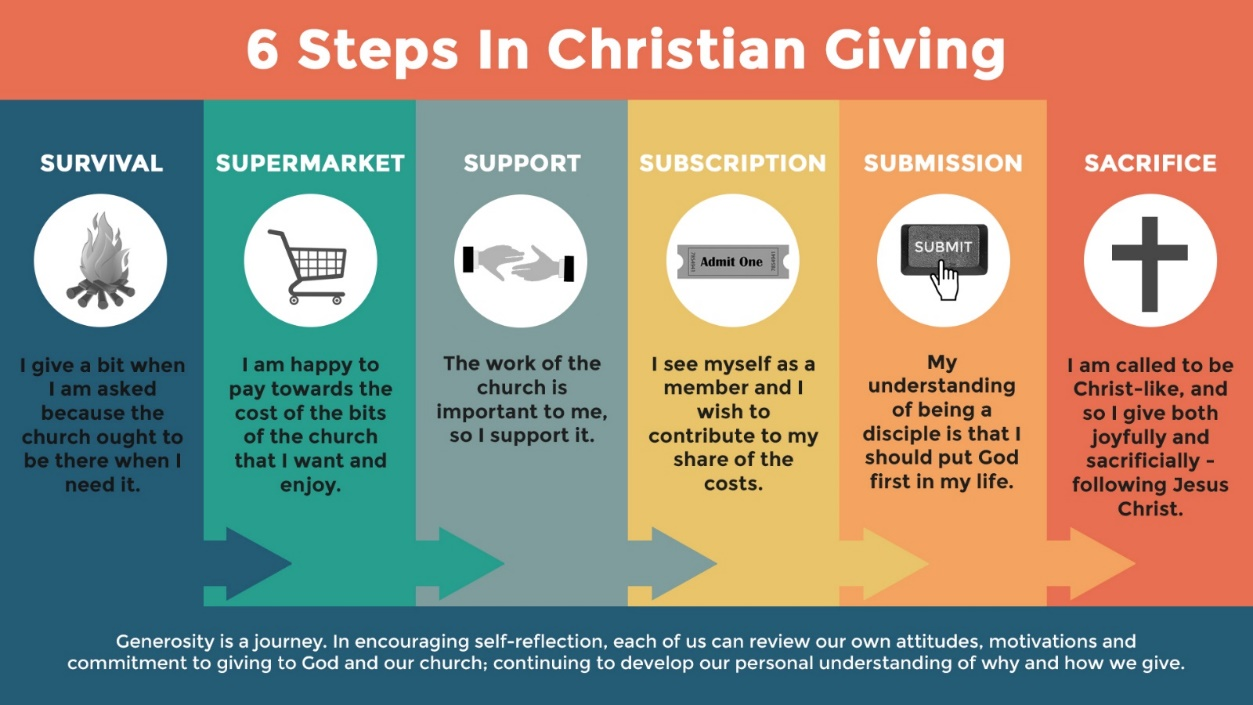 6 Steps In Christian Giving
SURVIVAL
I give a bit when
I am asked
because the
church ought to
be there when I
need it.
SUPERMARKET
I am happy to
pay towards the
cost of the bits
of the church
that I want and
enjoy.
SUPPORT
The work of the
church is
important to me,
so I support it.
SUBSCRIPTION
Admit One
I see myself as a
member and I
wish to
contribute to my
share of the
costs.
SUBMISSION
SUBMIT
My
understanding
of being a
disciple is that I
should put God
first in my life.
SACRIFICE
I am called to be
Christ-like, and
so I give both
joyfully and
sacrificially -
following Jesus
Christ.
Generosity is a journey. In encouraging self-reflection, each of us can review our own attitudes, motivations and
commitment to giving to God and our church; continuing to develop our personal understanding of why and how we give.